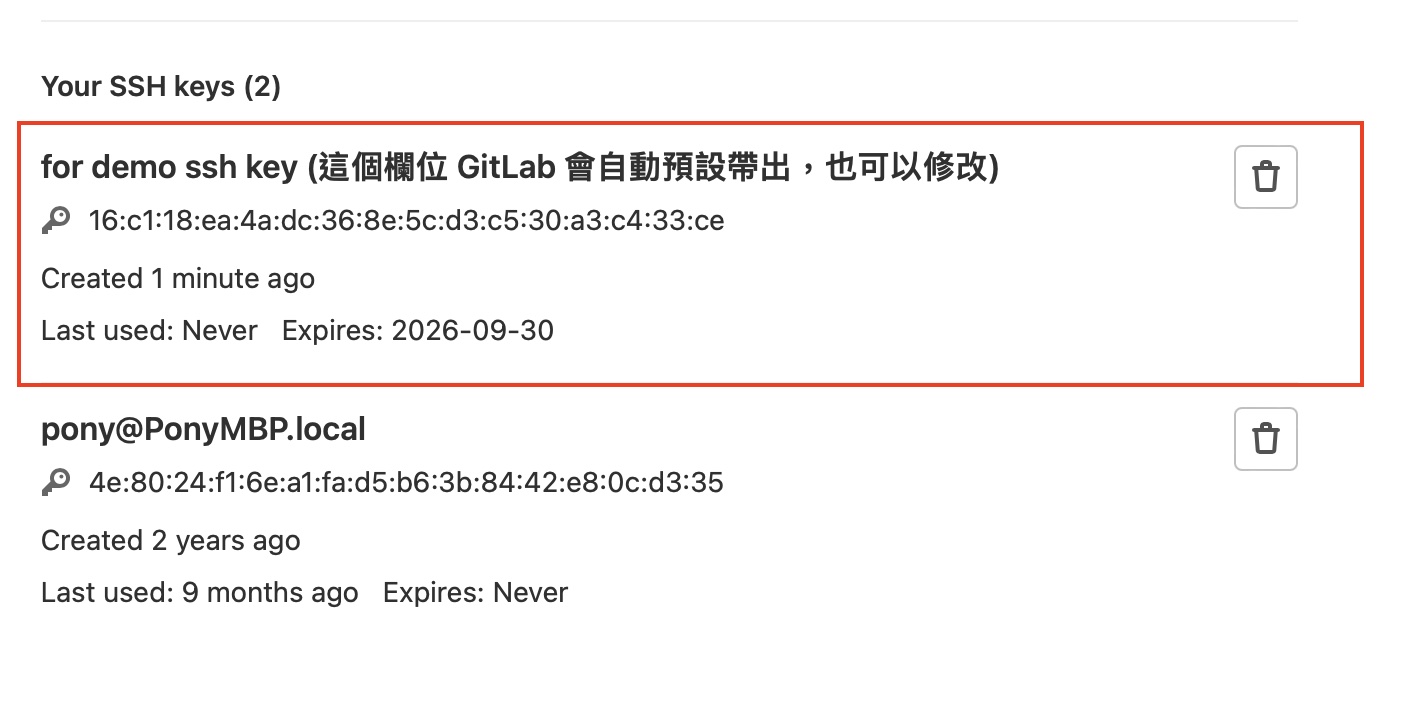 Your SSH keys (2)
for demo ssh key (這個欄位 GitLab 會自動預設帶出，也可以修改)
16:c1:18:ea:4a:dc:36:8e:5c:d3:c5:30:a3:c4:33:ce
Created 1 minute ago
Last used: Never Expires: 2026-09-30
pony@PonyMBP.local
4e:80:24:f1:6e:a1:fa:d5:b6:3b:84:42:e8:0c:d3:35
Created 2 years ago
Last used: 9 months ago Expires: Never